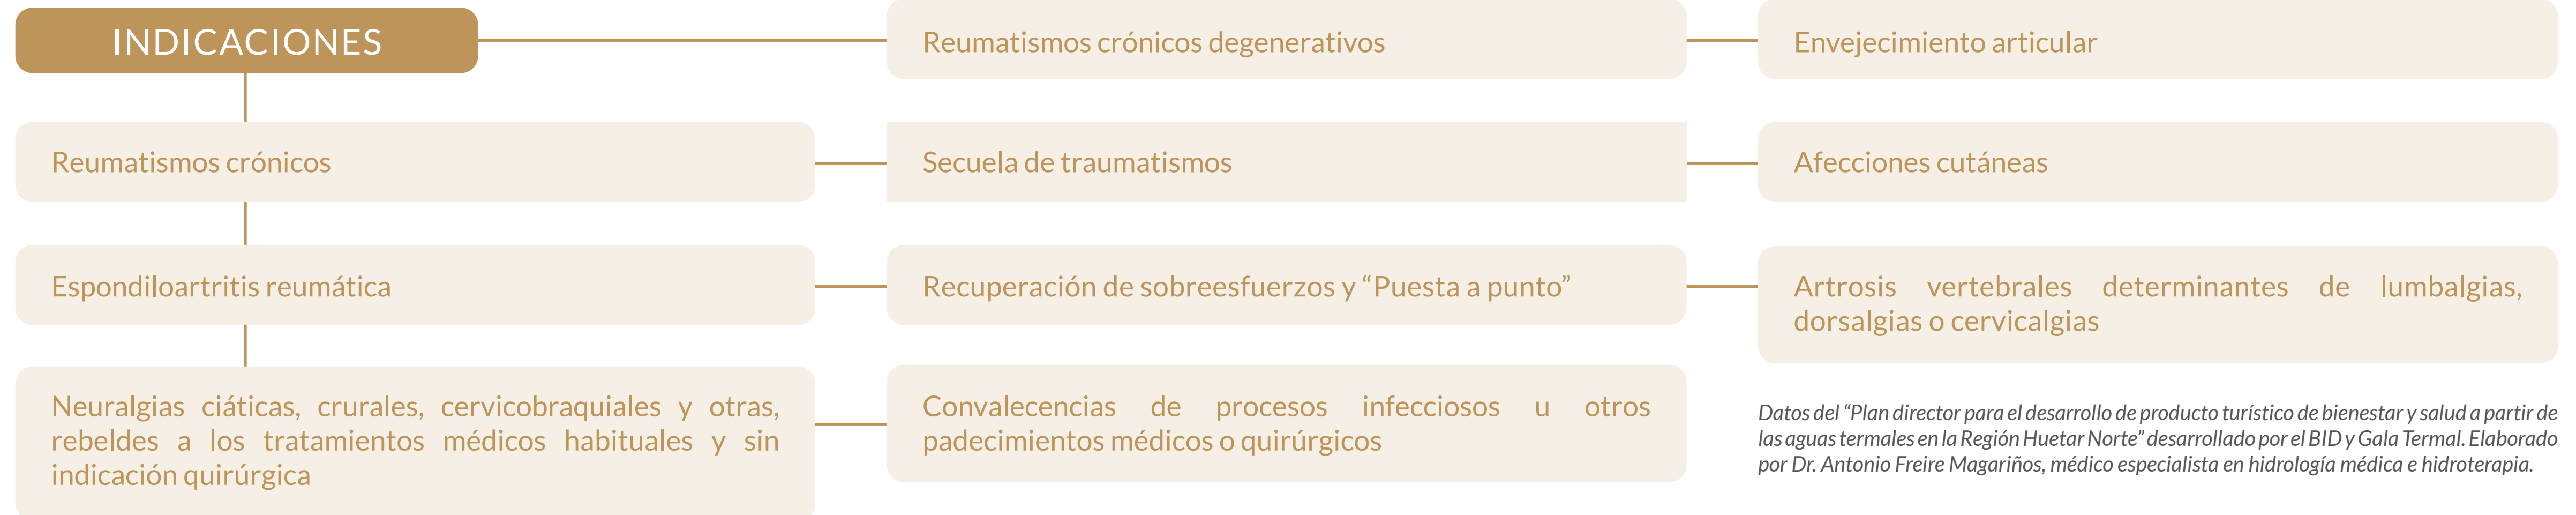 INDICACIONES
Reumatismos crónicos degenerativos
Envejecimiento articular
Reumatismos crónicos
Secuela de traumatismos
Afecciones cutáneas
Espondiloartritis reumática
Recuperación de sobreesfuerzos y “Puesta a punto”
Artrosis vertebrales determinantes de lumbalgias,
dorsalgias o cervicalgias
Neuralgias ciáticas, crurales, cervicobraquiales y otras,
rebeldes a los tratamientos médicos habituales y sin
indicación quirúrgica
Convalecencias de procesos infecciosos u otros
padecimientos médicos o quirúrgicos
Datos del “Plan director para el desarrollo de producto turístico de bienestar y salud a partir de
las aguas termales en la Región Huetar Norte” desarrollado por el BID y Gala Termal. Elaborado
por Dr. Antonio Freire Magariños, médico especialista en hidrología médica e hidroterapia.